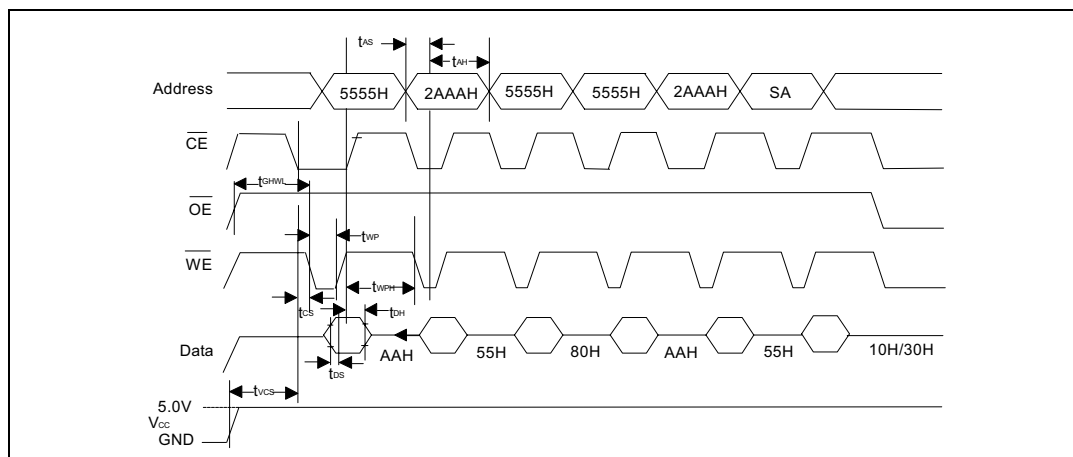 tAS
tAH
Address
5555H
2AAAH
5555H
5555H
2AAAH
SA
CE
tGHWL
OE
tWP
WE
tWPH
tCS
tDH
Data
AAH
55H
80H
AAH
55H
10H/30H
tDS
tVCS
5.0V
VCC
GND